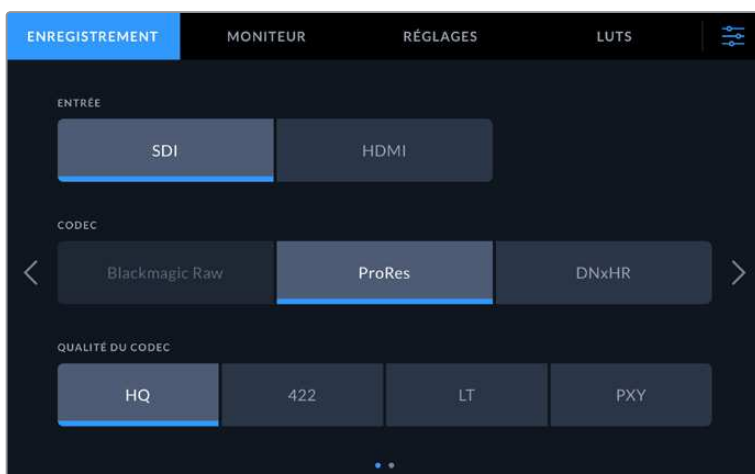 ENREGISTREMENT MONITEUR RÉGLAGES LUTS
ENTRÉE
SDI HDMI
CODEC
Blackmagic Raw ProRes DNxHR
QUALITÉ DU CODEC
HQ 422 LT PXY